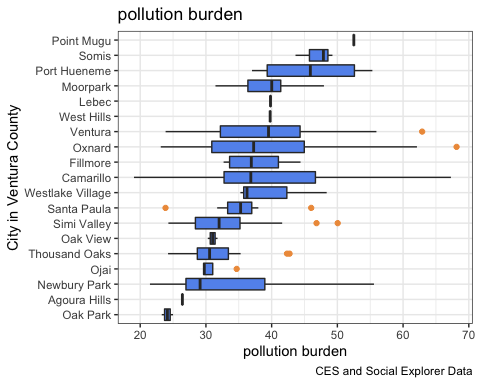 pollution burden
City in Ventura County
Point Mugu
Somis
Port Hueneme
Moorpark
Lebec
West Hills
Ventura
Oxnard
Fillmore
Camarillo
Westlake Village
Santa Paula
Simi Valley
Oak View
Thousand Oaks
Ojai
Newbury Park
Agoura Hills
Oak Park
20 30 40 50 60 70
pollution burden
CES and Social Explorer Data